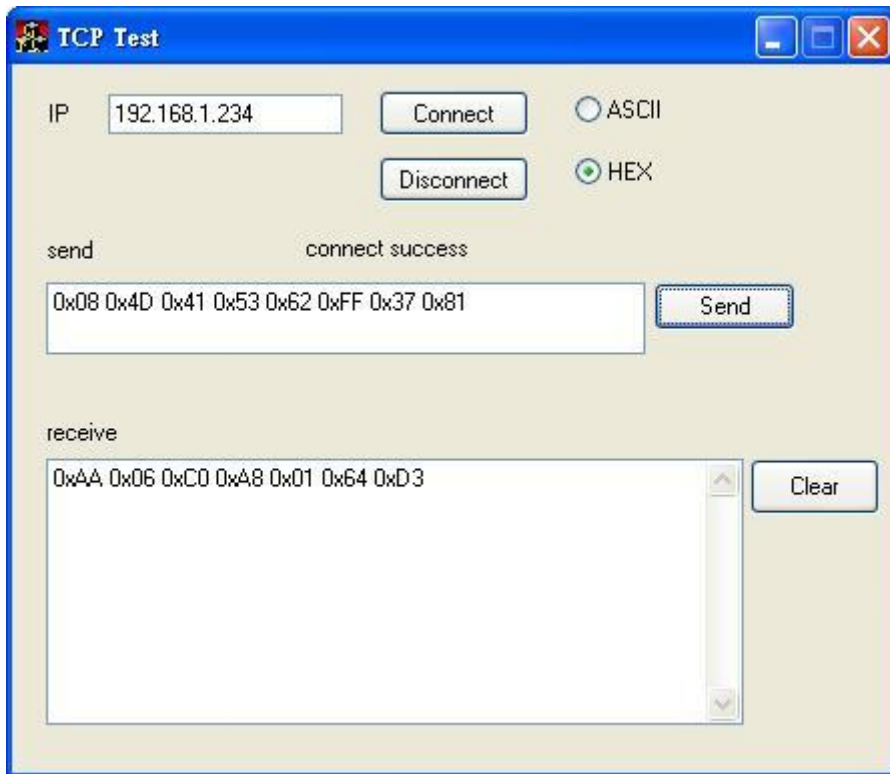 TCP Test
IP 192.168.1.234 Connect ASCII
Disconnect HEX
send connect success
0x08 0x4D 0x41 0x53 0x62 0xFF 0x37 0x81 Send
receive
0xAA 0x06 0xC0 0xA8 0x01 0x64 0xD3 Clear